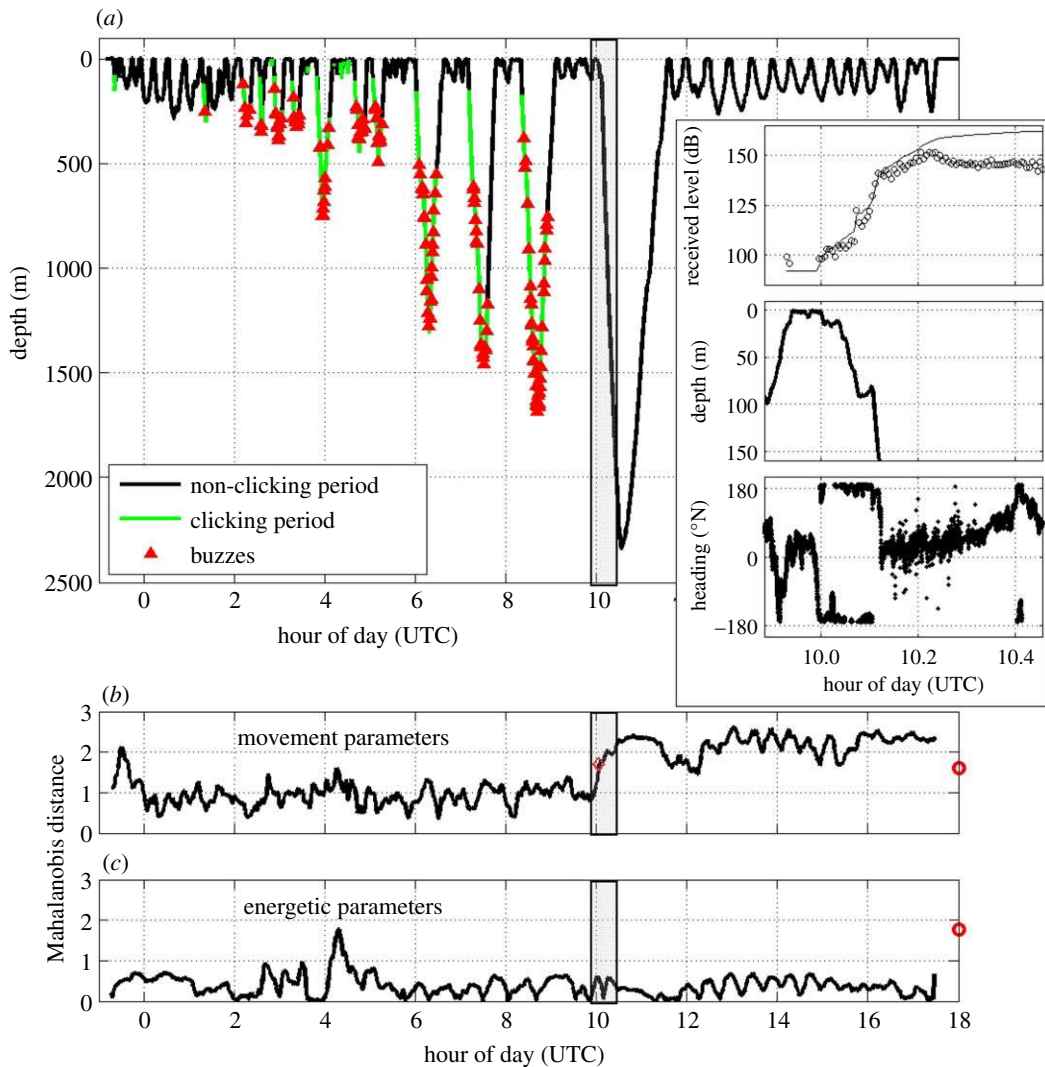 (a)
0
500
1000
1500
2000
2500
depth (m)
non-clicking period
clicking period
buzzes
0 2 4 6 8 10
hour of day (UTC)
150
125
100
received level (dB)
0
50
100
150
depth (m)
180
0
−180
heading (°N)
10.0 10.2 10.4
hour of day (UTC)
(b)
3
2
1
0
movement parameters
Mahalanobis distance
(c)
3
2
1
0
energetic parameters
0 2 4 6 8 10 12 14 16 18
hour of day (UTC)